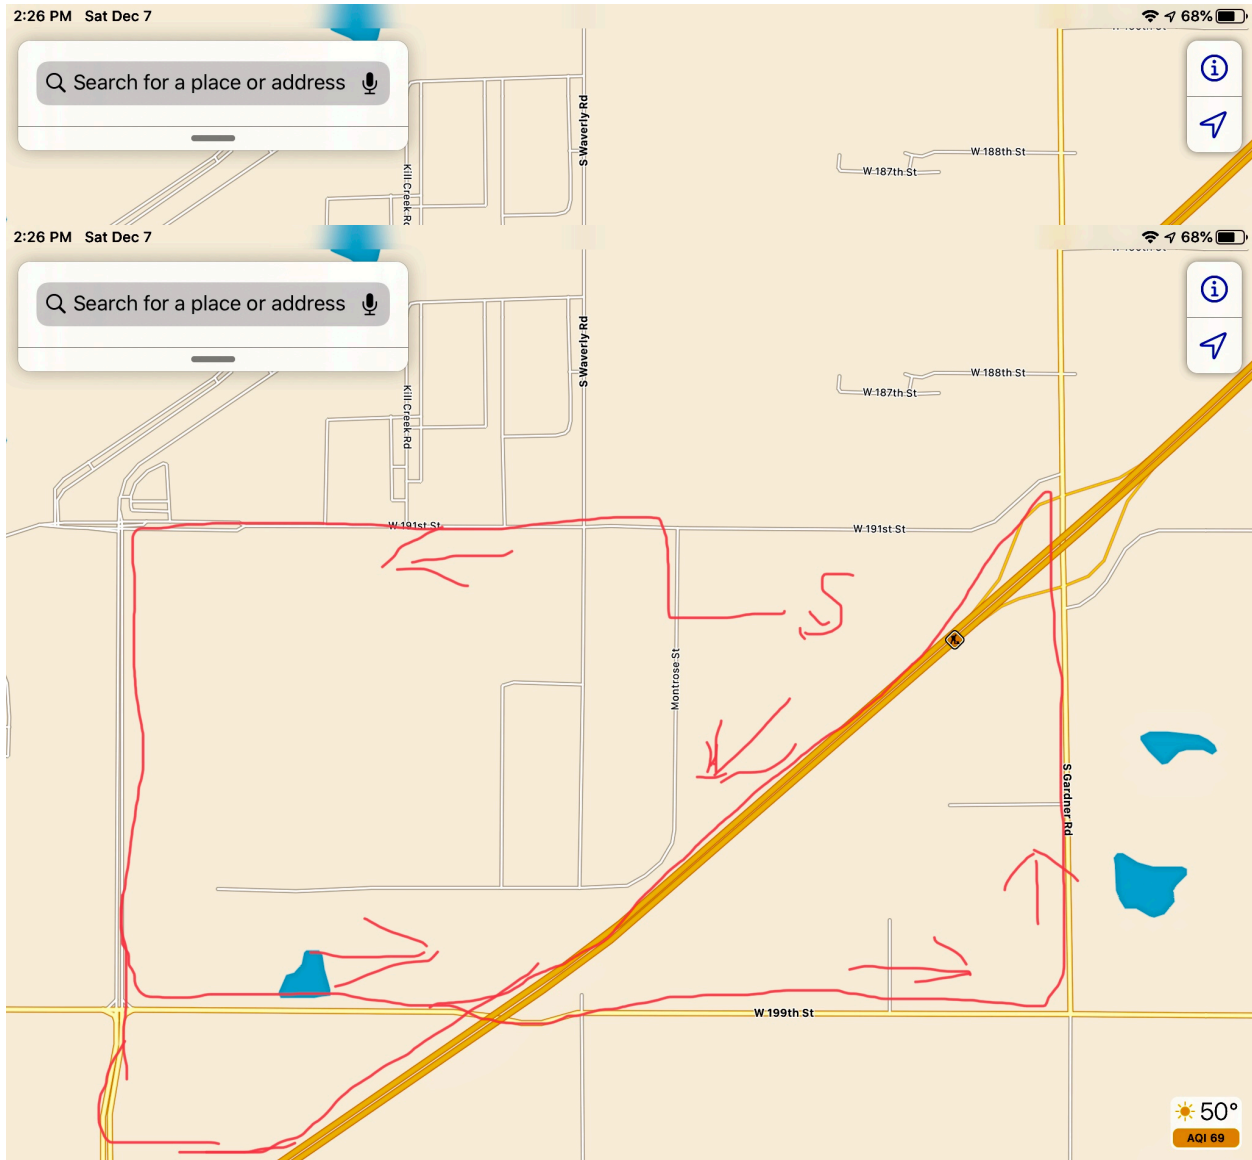 2:26 PM Sat Dec 7 68%
Search for a place or address
S Waverly Rd
Kill Creek Rd
W 188th St
W 187th St
2:26 PM Sat Dec 7 68%
Search for a place or address
S Waverly Rd
Kill Creek Rd
W 188th St
W 187th St
W 191st St
W 191st St
S
Montrose St
S Gardner Rd
W 199th St
50°
AQI 69